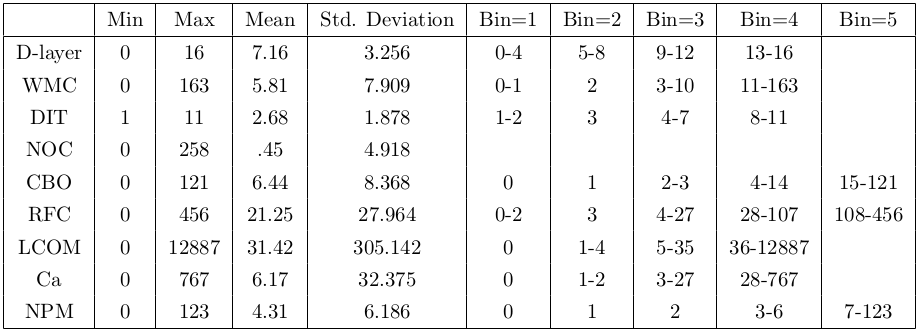 Min Max Mean Std. Deviation Bin=1 Bin=2 Bin=3 Bin=4 Bin=5
D-layer 0 16 7.16 3.256 0-4 5-8 9-12 13-16
WMC 0 163 5.81 7.909 0-1 2 3-10 11-163
DIT 1 11 2.68 1.878 1-2 3 4-7 8-11
NOC 0 258 .45 4.918
CBO 0 121 6.44 8.368 0 1 2-3 4-14 15-121
RFC 0 456 21.25 27.964 0-2 3 4-27 28-107 108-456
LCOM 0 12887 31.42 305.142 0 1-4 5-35 36-12887
Ca 0 767 6.17 32.375 0 1-2 3-27 28-767
NPM 0 123 4.31 6.186 0 1 2 3-6 7-123